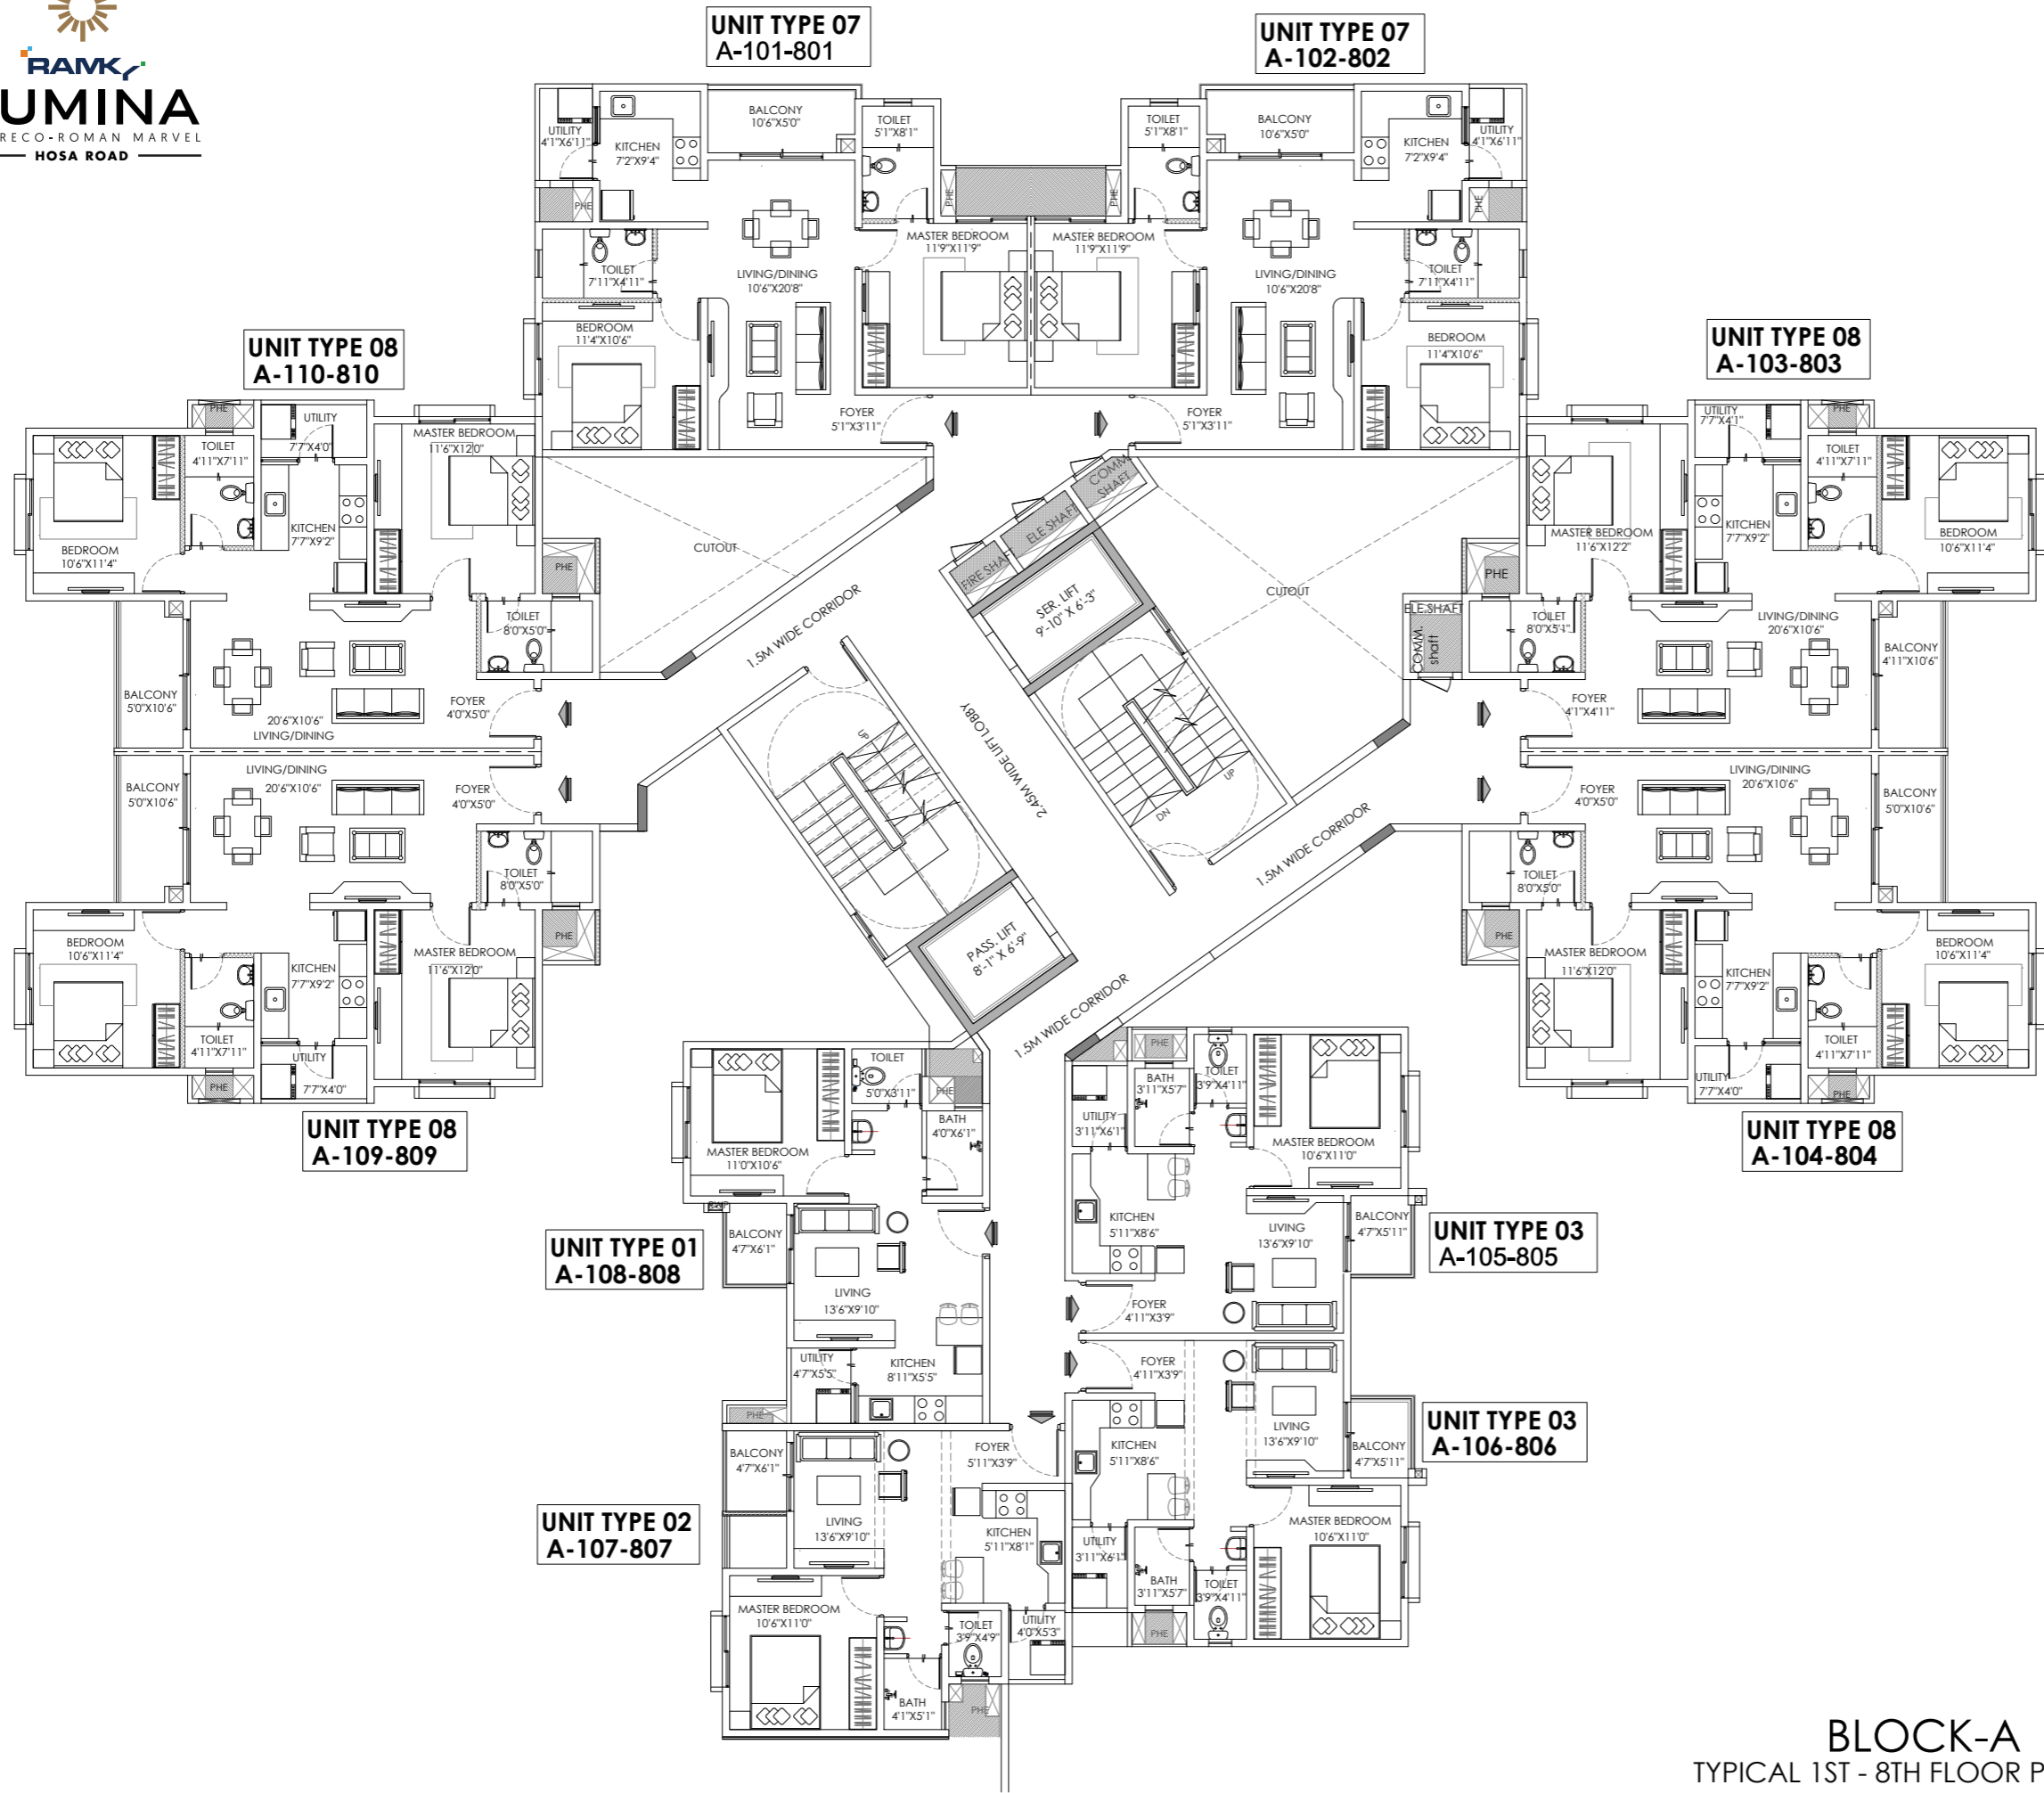 RAMKY
UMINA
RECO-ROMAN MARVEL
HOSA ROAD
UNIT TYPE 07
A-101-801
UNIT TYPE 07
A-102-802
UTILITY
4'1"X6'11"
KITCHEN
7'2"X9'4"
BALCONY
10'6"X5'0"
TOILET
5'1"X8'1"
PHE
PHE
MASTER BEDROOM
11'9"X11'9"
LIVING/DINING
10'6"X20'8"
TOILET
7'11"X4'11"
BEDROOM
11'4"X10'6"
FOYER
5'1"X3'11"
TOILET
5'1"X8'1"
BALCONY
10'6"X5'0"
KITCHEN
7'2"X9'4"
UTILITY
4'1"X6'11"
PHE
PHE
MASTER BEDROOM
11'9"X11'9"
LIVING/DINING
10'6"X20'8"
TOILET
7'11"X4'11"
BEDROOM
11'4"X10'6"
FOYER
5'1"X3'11"
UNIT TYPE 08
A-110-810
PHE
UTILITY
7'7"X4'0"
TOILET
4'11"X7'11"
MASTER BEDROOM
11'6"X12'0"
KITCHEN
7'7"X9'2"
BEDROOM
10'6"X11'4"
PHE
TOILET
8'0"X5'0"
BALCONY
5'0"X10'6"
FOYER
4'0"X5'0"
20'6"X10'6"
LIVING/DINING
UNIT TYPE 08
A-103-803
UTILITY
7'7"X4'1"
PHE
TOILET
4'11"X7'11"
MASTER BEDROOM
11'6"X12'2"
KITCHEN
7'7"X9'2"
BEDROOM
10'6"X11'4"
PHE
TOILET
8'0"X5'1"
LIVING/DINING
20'6"X10'6"
BALCONY
4'11"X10'6"
FOYER
4'1"X4'11"
CUTOUT
1.5M WIDE CORRIDOR
COMM.
SHAFT
ELE SHAFT
FIRE SHAFT
SER. LIFT
9'-10" X 6'-3"
CUTOUT
ELE.SHAFT
COMM.
shaft
2.45M WIDE LIFT LOBBY
UP
UP
DN
PASS. LIFT
8'-1" X 6'-9"
1.5M WIDE CORRIDOR
1.5M WIDE CORRIDOR
LIVING/DINING
20'6"X10'6"
BALCONY
5'0"X10'6"
FOYER
4'0"X5'0"
TOILET
8'0"X5'0"
PHE
BEDROOM
10'6"X11'4"
KITCHEN
7'7"X9'2"
MASTER BEDROOM
11'6"X12'0"
TOILET
4'11"X7'11"
UTILITY
7'7"X4'0"
PHE
UNIT TYPE 08
A-109-809
LIVING/DINING
20'6"X10'6"
FOYER
4'0"X5'0"
BALCONY
5'0"X10'6"
TOILET
8'0"X5'0"
PHE
MASTER BEDROOM
11'6"X12'0"
KITCHEN
7'7"X9'2"
BEDROOM
10'6"X11'4"
TOILET
4'11"X7'11"
UTILITY
7'7"X4'0"
PHE
UNIT TYPE 08
A-104-804
TOILET
5'0"X3'11"
PHE
BATH
4'0"X6'1"
MASTER BEDROOM
11'0"X10'6"
RWP
BALCONY
4'7"X6'1"
LIVING
13'6"X9'10"
UTILITY
4'7"X5'5"
KITCHEN
8'11"X5'5"
PHE
UNIT TYPE 01
A-108-808
PHE
BATH
3'11"X5'7"
TOILET
3'9"X4'11"
UTILITY
3'11"X6'1"
MASTER BEDROOM
10'6"X11'0"
KITCHEN
5'11"X8'6"
LIVING
13'6"X9'10"
BALCONY
4'7"X5'11"
FOYER
4'11"X3'9"
UNIT TYPE 03
A-105-805
FOYER
4'11"X3'9"
KITCHEN
5'11"X8'6"
LIVING
13'6"X9'10"
BALCONY
4'7"X5'11"
MASTER BEDROOM
10'6"X11'0"
UTILITY
3'11"X6'1"
BATH
3'11"X5'7"
TOILET
3'9"X4'11"
PHE
UNIT TYPE 03
A-106-806
BALCONY
4'7"X6'1"
FOYER
5'11"X3'9"
LIVING
13'6"X9'10"
KITCHEN
5'11"X8'1"
MASTER BEDROOM
10'6"X11'0"
TOILET
3'9"X4'9"
UTILITY
4'0"X5'3"
BATH
4'1"X5'1"
PHE
UNIT TYPE 02
A-107-807
BLOCK-A
TYPICAL 1ST - 8TH FLOOR P